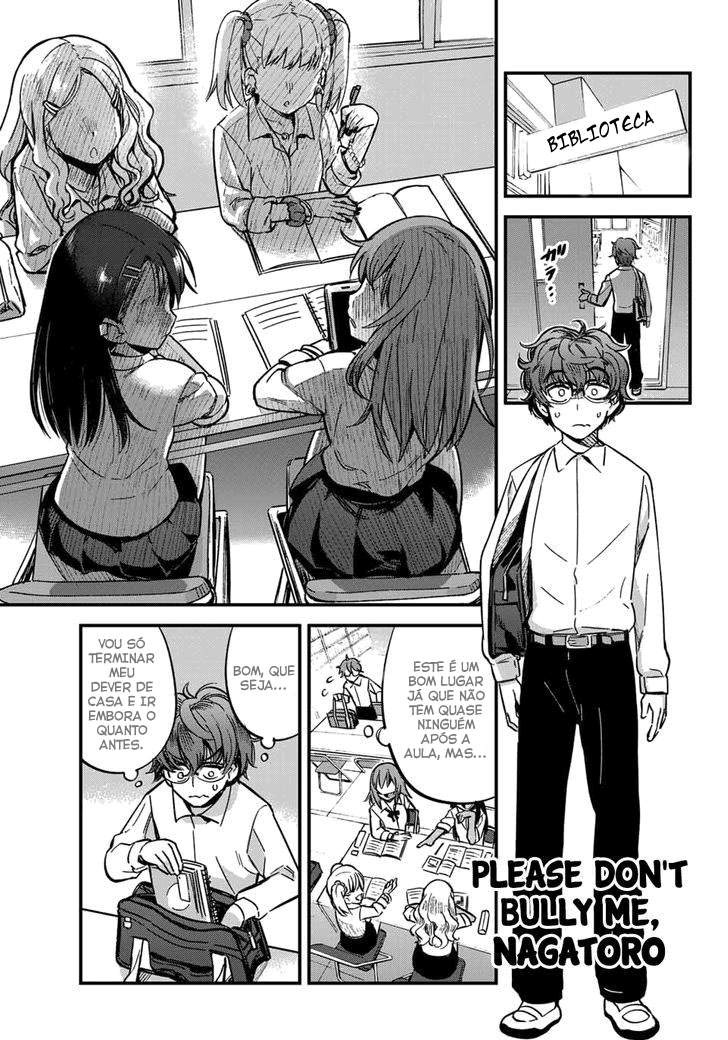 BIBLIOTECA
ガラッ
ESTE É UM
BOM LUGAR
JÁ QUE NÃO
TEM QUASE
NINGUÉM
APÓS A
AULA, MAS...
BOM, QUE
SEJA...
VOU SÓ
TERMINAR
MEU
DEVER DE
CASA E IR
EMBORA O
QUANTO
ANTES.
PLEASE DON'T
BULLY ME,
NAGATORO